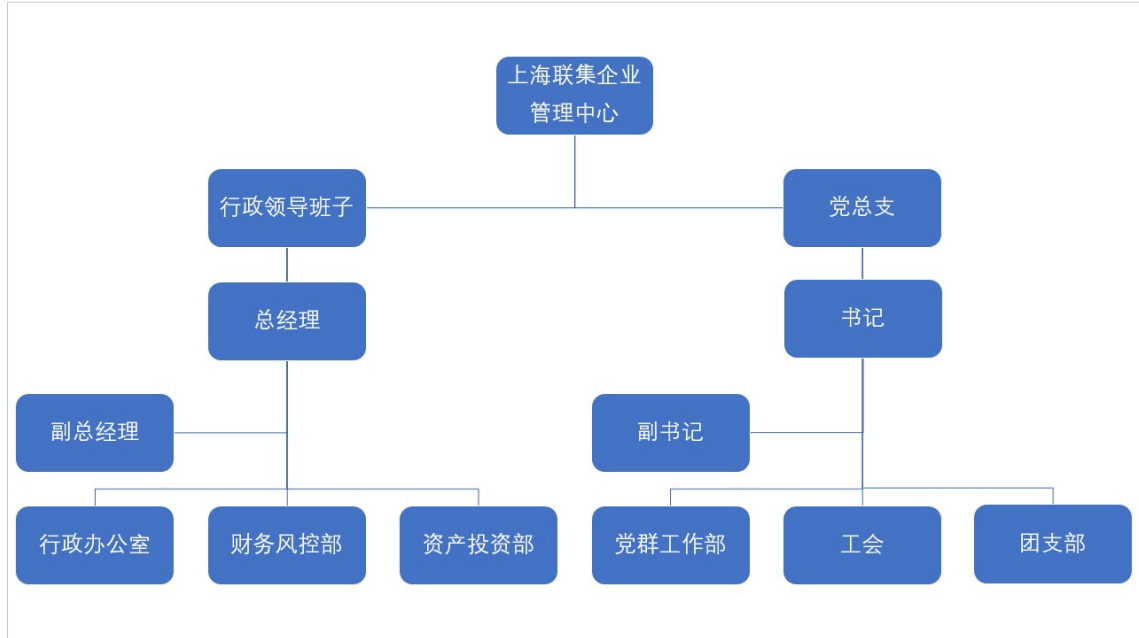 上海联集企业
管理中心
行政领导班子
党总支
总经理
书记
副总经理
副书记
行政办公室
财务风控部
资产投资部
党群工作部
工会
团支部